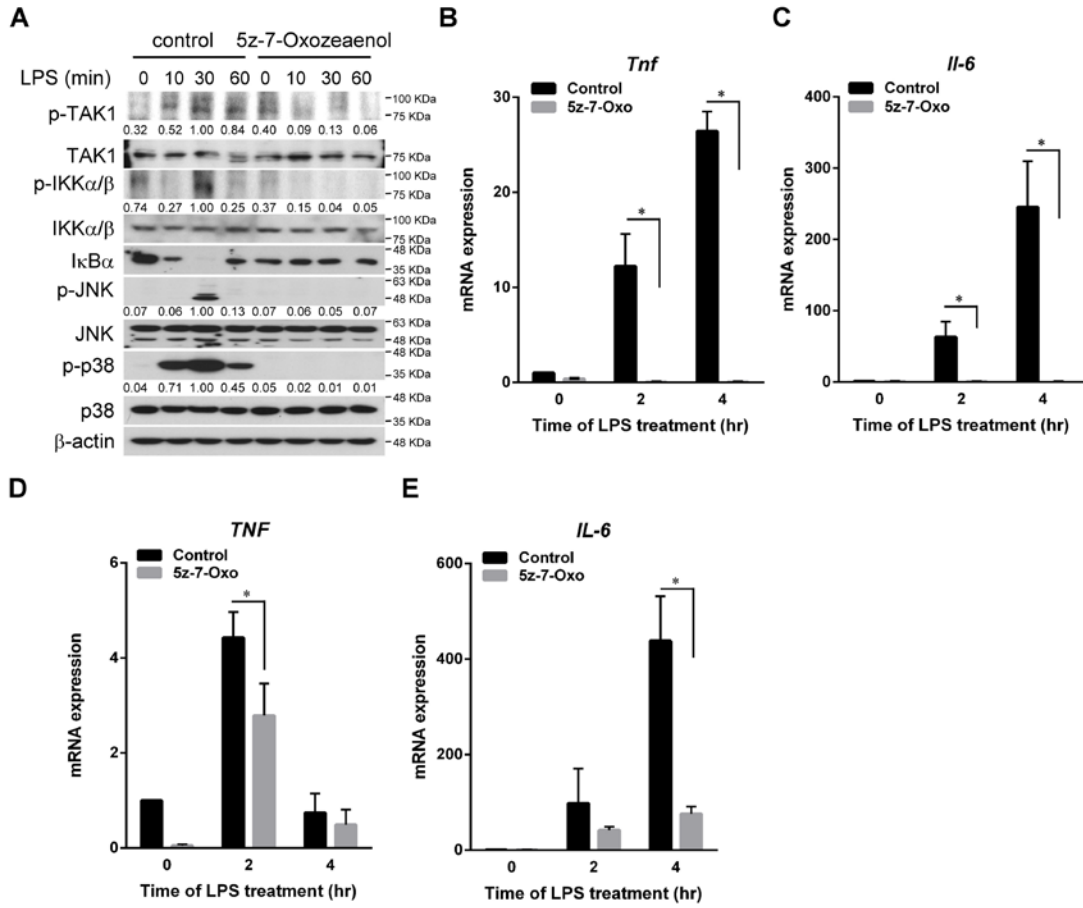 A
control 5z-7-Oxozeaenol
LPS (min) 0 10 30 60 0 10 30 60
p-TAK1
100 KDa
75 KDa
0.32 0.52 1.00 0.84 0.40 0.09 0.13 0.06
TAK1
75 KDa
p-IKKα/β
0.74 0.27 1.00 0.25 0.37 0.15 0.04 0.05
IKKα/β
100 KDa
75 KDa
IκBα
48 KDa
35 KDa
p-JNK
63 KDa
48 KDa
0.07 0.06 1.00 0.13 0.07 0.06 0.05 0.07
JNK
63 KDa
48 KDa
p-p38
48 KDa
35 KDa
0.04 0.71 1.00 0.45 0.05 0.02 0.01 0.01
p38
48 KDa
35 KDa
β-actin
48 KDa
B
Tnf
Control
5z-7-Oxo
mRNA expression
30
20
10
0
* *
0 2 4
Time of LPS treatment (hr)
C
Il-6
Control
5z-7-Oxo
mRNA expression
400
300
200
100
0
* *
0 2 4
Time of LPS treatment (hr)
D
TNF
Control
5z-7-Oxo
mRNA expression
6
4
2
0
*
0 2 4
Time of LPS treatment (hr)
E
IL-6
Control
5z-7-Oxo
mRNA expression
600
400
200
0
*
0 2 4
Time of LPS treatment (hr)